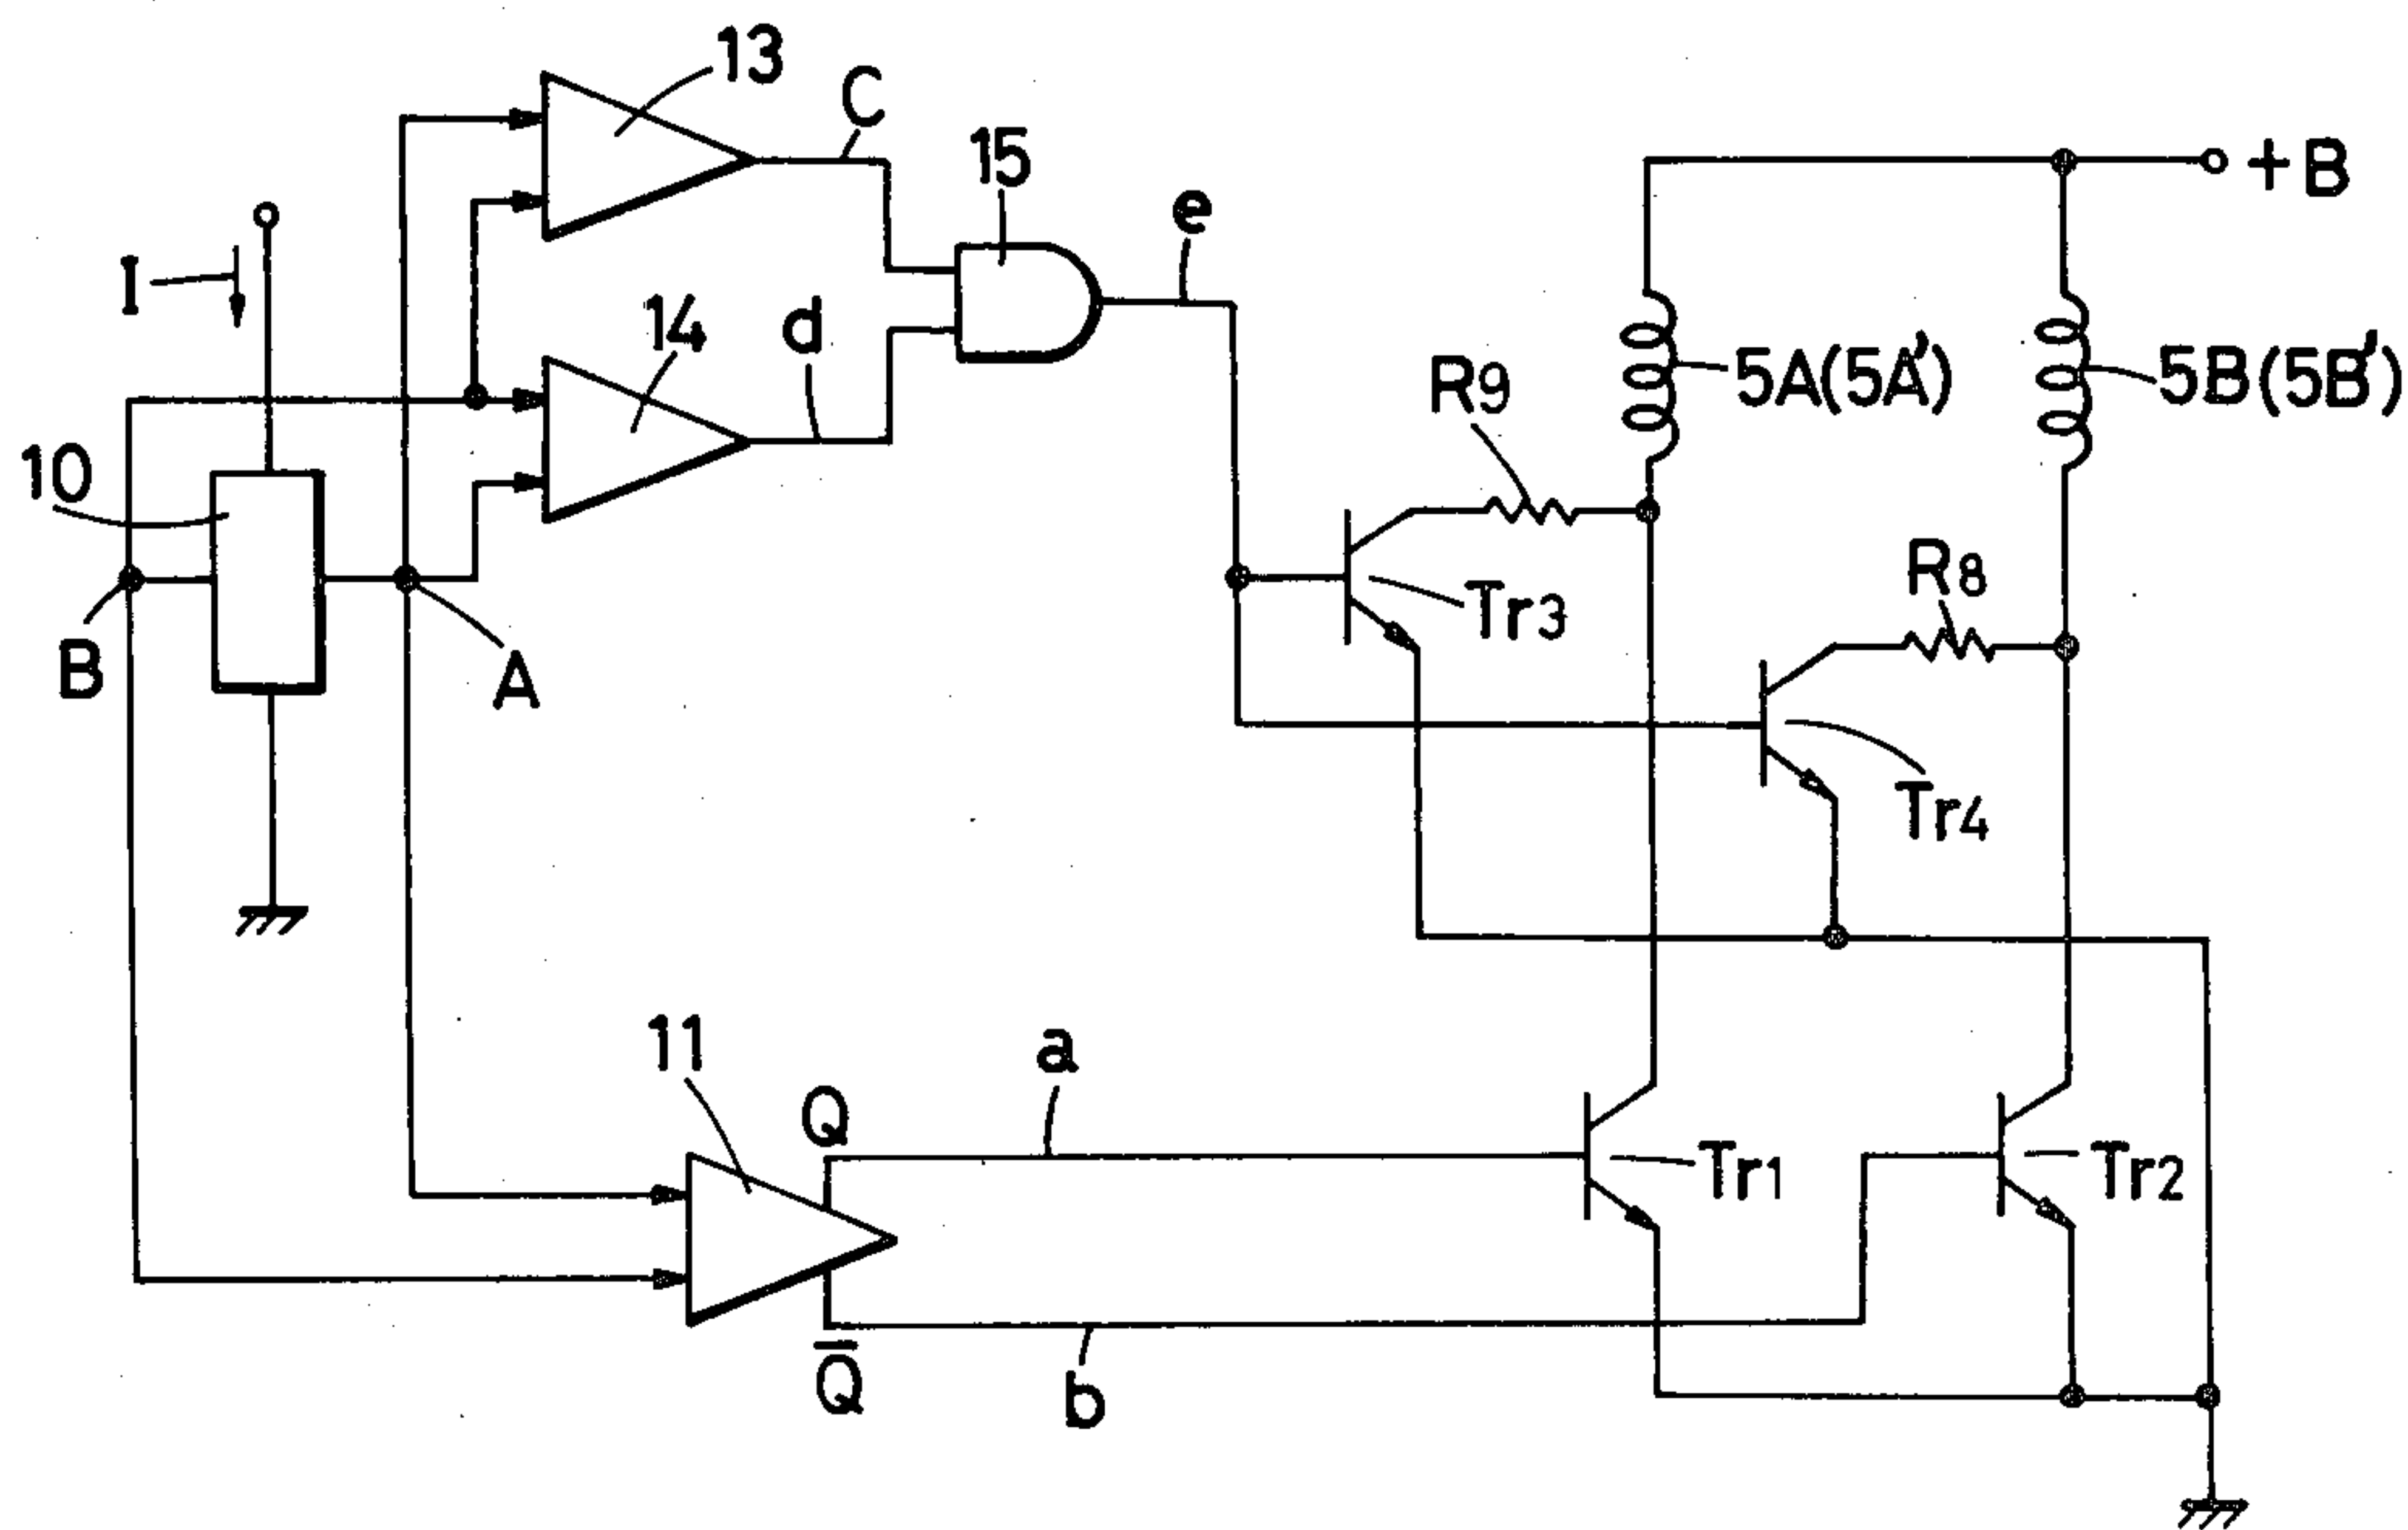 13
C
15
+B
e
I
14
d
R9
5A(5A')
5B(5B')
10
R8
Tr3
B
A
Tr4
11
a
Q
Tr1
Tr2
Q̅
b